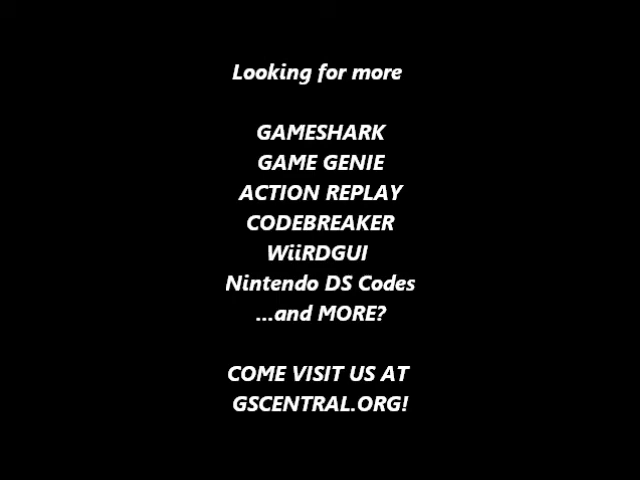 Looking for more
GAMESHARK
GAME GENIE
ACTION REPLAY
CODEBREAKER
WiiRDGUI
Nintendo DS Codes
...and MORE?
COME VISIT US AT
GSCENTRAL.ORG!